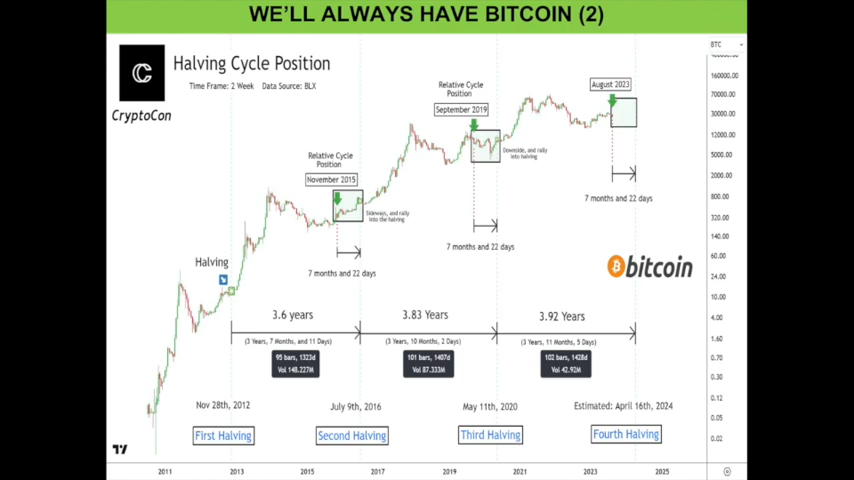 WE'LL ALWAYS HAVE BITCOIN (2)
BTC
CryptoCon
Halving Cycle Position
Time Frame: 2 Week Data Source: BLX
Relative Cycle
Position
November 2015
Sideways, and rally
into the halving
7 months and 22 days
Relative Cycle
Position
September 2019
Downside, and rally
into halving
7 months and 22 days
August 2023
7 months and 22 days
Halving
bitcoin
3.6 years
(3 Years, 7 Months, and 11 Days)
95 bars, 1323d
Vol 148.227M
3.83 Years
(3 Years, 10 Months, 2 Days)
101 bars, 1407d
Vol 87.333M
3.92 Years
(3 Years, 11 Months, 5 Days)
102 bars, 1428d
Vol 42.92M
Nov 28th, 2012
First Halving
July 9th, 2016
Second Halving
May 11th, 2020
Third Halving
Estimated: April 16th, 2024
Fourth Halving
160000.00
70000.00
30000.00
12000.00
5000.00
2000.00
800.00
320.00
140.00
60.00
24.00
10.00
4.00
1.60
0.70
0.30
0.12
0.05
0.02
2011 2013 2015 2017 2019 2021 2023 2025